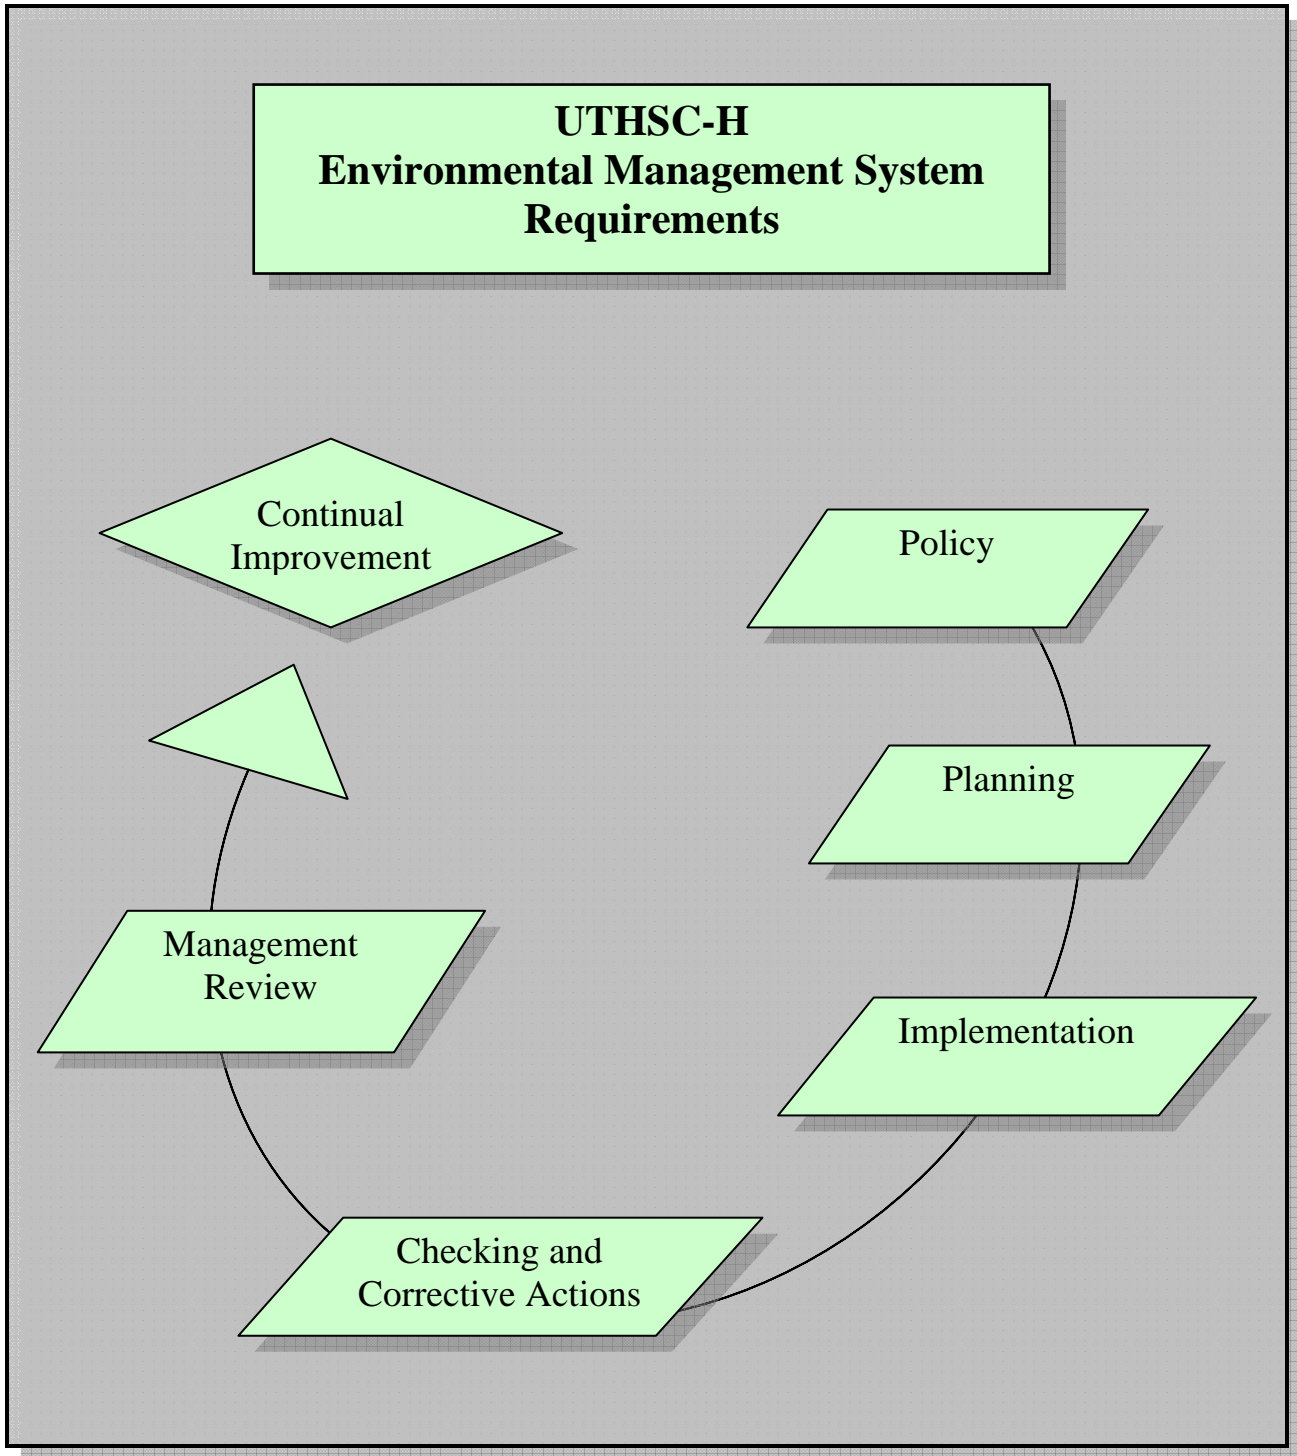 UTHSC-H
Environmental Management System
Requirements
Continual
Improvement
Policy
Planning
Management
Review
Implementation
Checking and
Corrective Actions